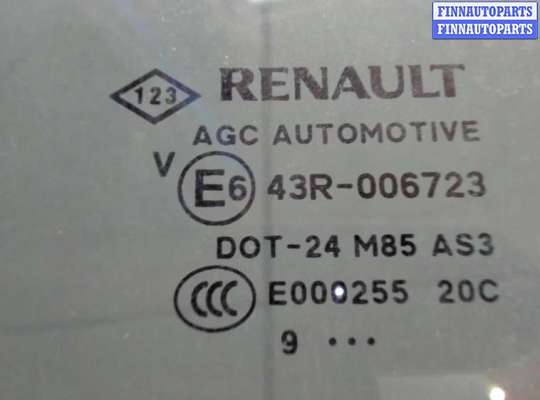 FINNAUTOPARTS
FINNAUTOPARTS
123 RENAULT
AGC AUTOMOTIVE
V E6 43R-006723
DOT-24 M85 AS3
CCC E000255 20C
9 ···